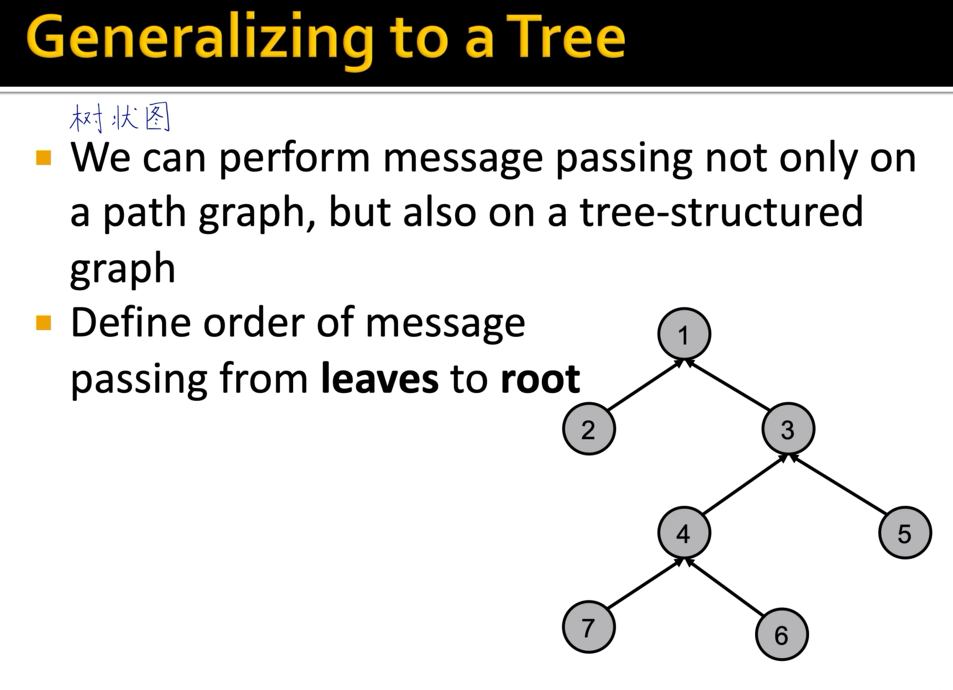 Generalizing to a Tree
树状图
■ We can perform message passing not only on
a path graph, but also on a tree-structured
graph
■ Define order of message
passing from leaves to root
1
2
3
4
5
7
6